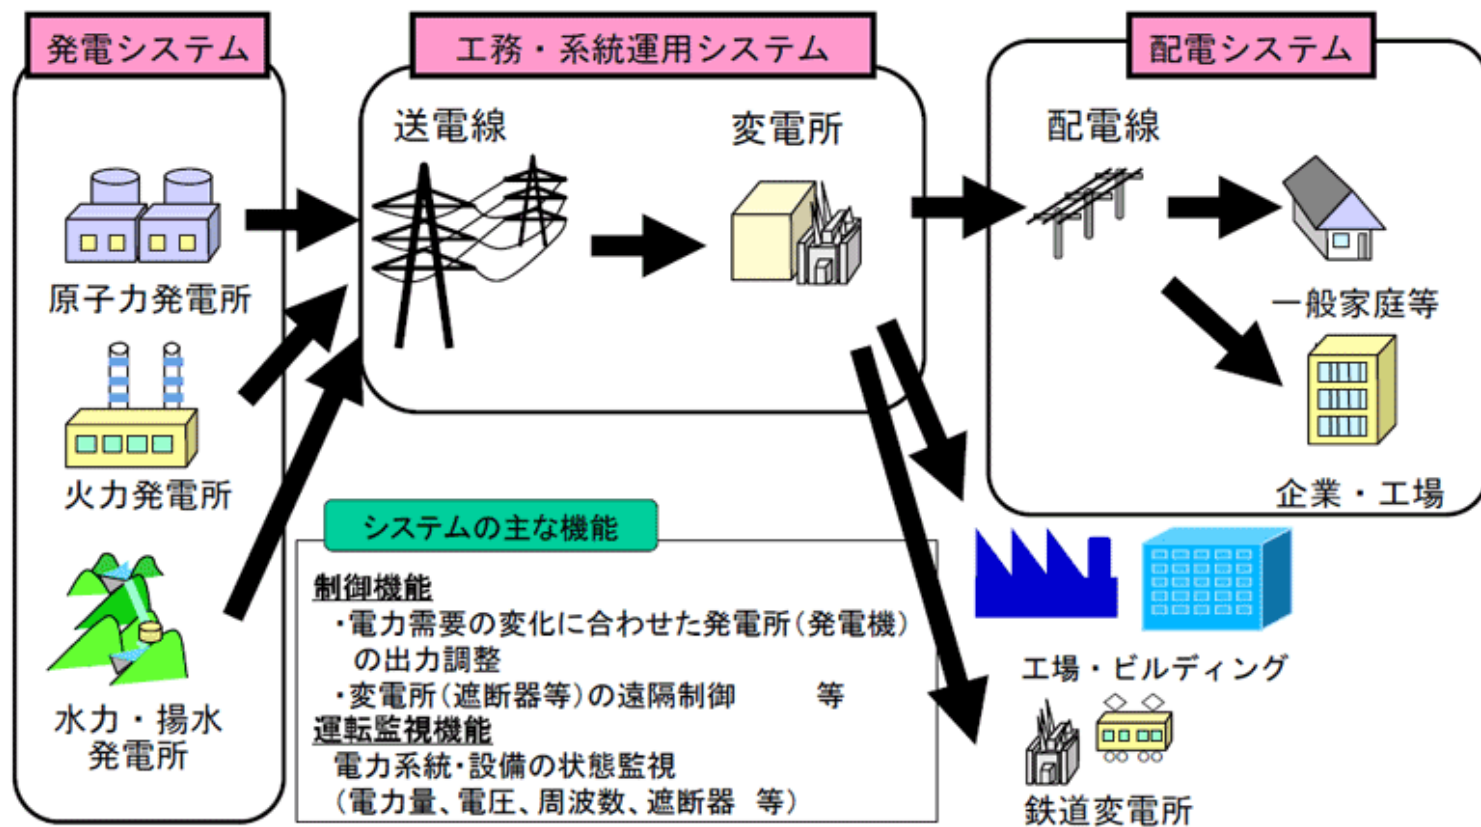 発電システム
工務・系統運用システム
配電システム
送電線
変電所
配電線
原子力発電所
一般家庭等
火力発電所
企業・工場
システムの主な機能
制御機能
・電力需要の変化に合わせた発電所(発電機)
の出力調整
・変電所(遮断器等)の遠隔制御 等
運転監視機能
電力系統・設備の状態監視
(電力量、電圧、周波数、遮断器 等)
水力・揚水
発電所
工場・ビルディング
鉄道変電所